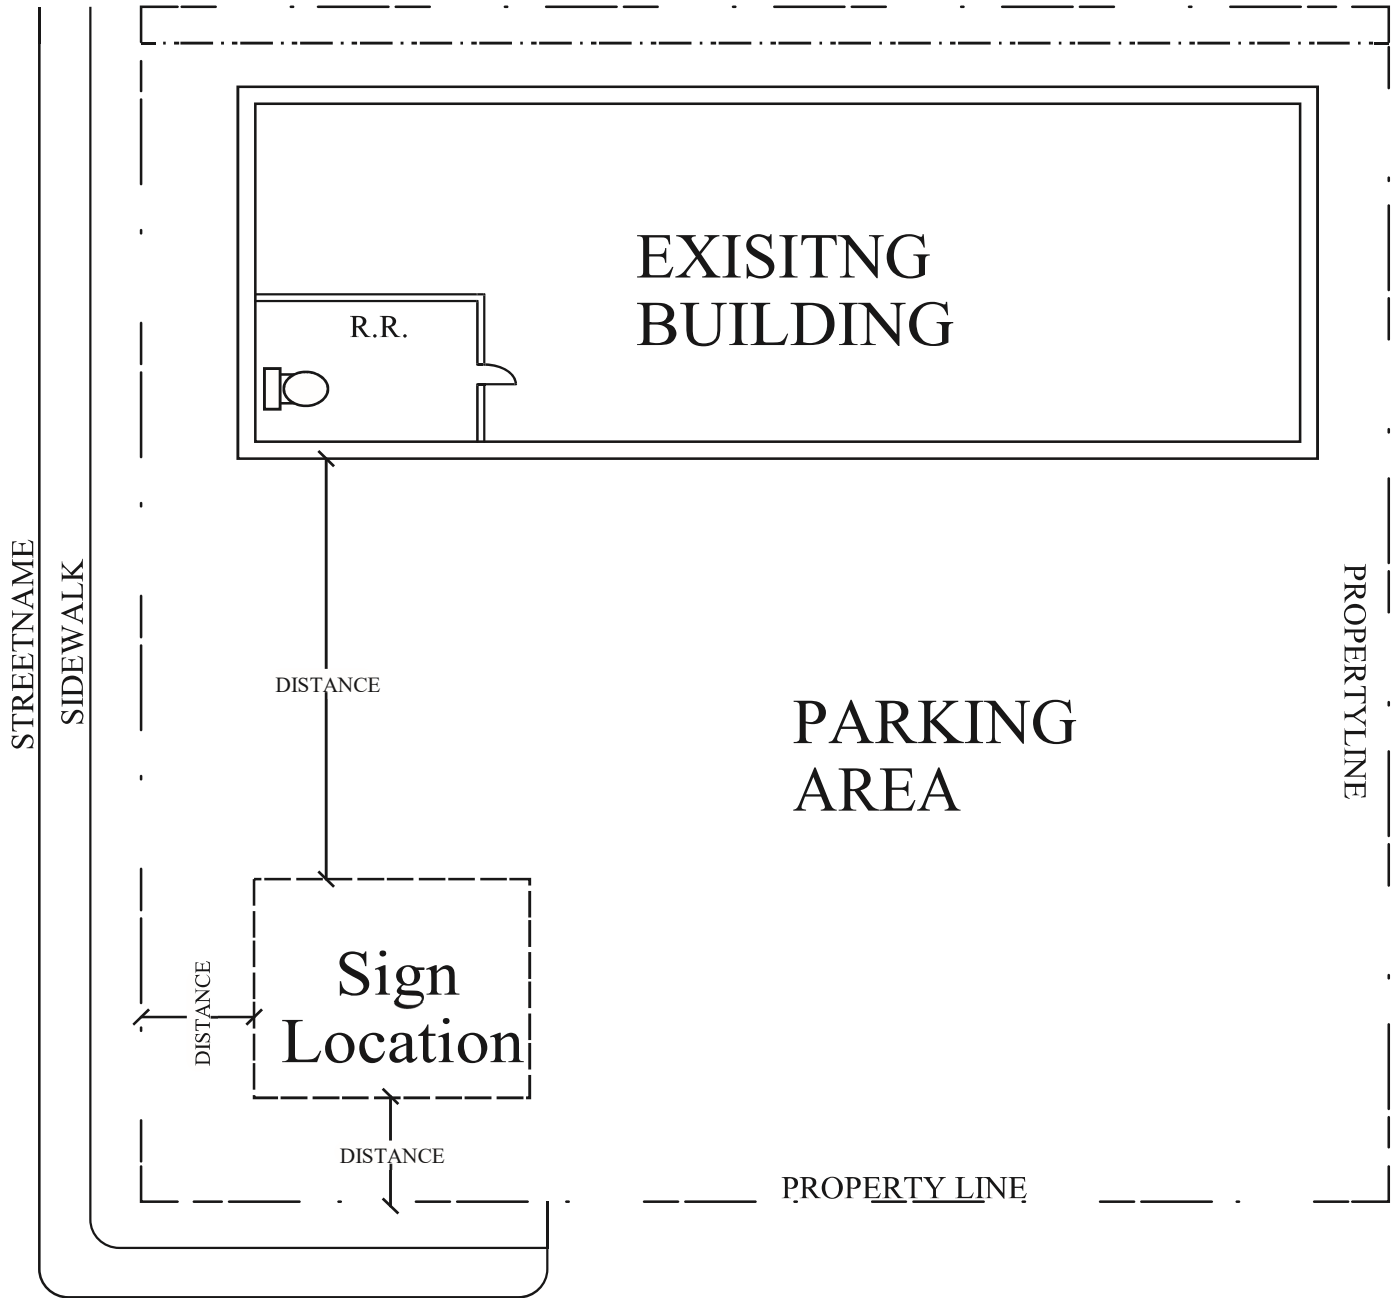 EXISITNG
BUILDING
R.R.
STREETNAME
SIDEWALK
DISTANCE
PROPERTYLINE
PARKING
AREA
Sign
Location
DISTANCE
DISTANCE
PROPERTY LINE